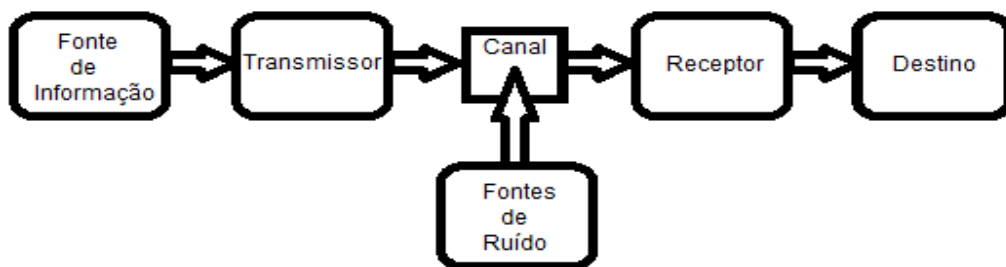 Fonte
de
Informação
Transmissor
Canal
Receptor
Destino
Fontes
de
Ruído